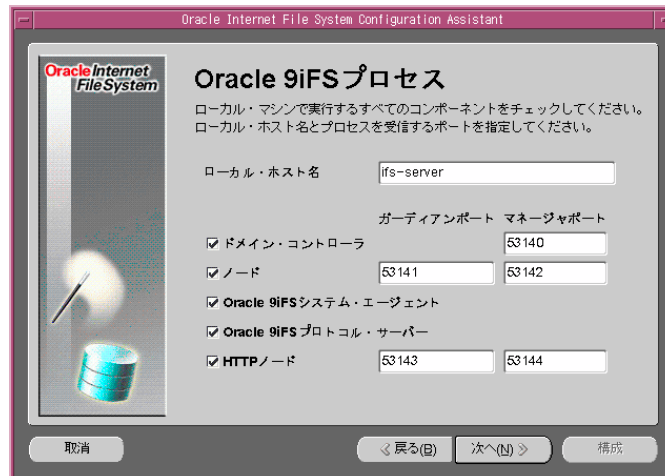 Oracle Internet File System Configuration Assistant
Oracle Internet
File System
Oracle 9iFSプロセス
ローカル・マシンで実行するすべてのコンポーネントをチェックしてください。
ローカル・ホスト名とプロセスを受信するポートを指定してください。
ローカル・ホスト名 ifs-server
ガーディアンポート マネージャポート
ドメイン・コントローラ 53140
ノード 53141 53142
Oracle 9iFSシステム・エージェント
Oracle 9iFSプロトコル・サーバー
HTTPノード 53143 53144
取消 戻る(B) 次へ(N) 構成